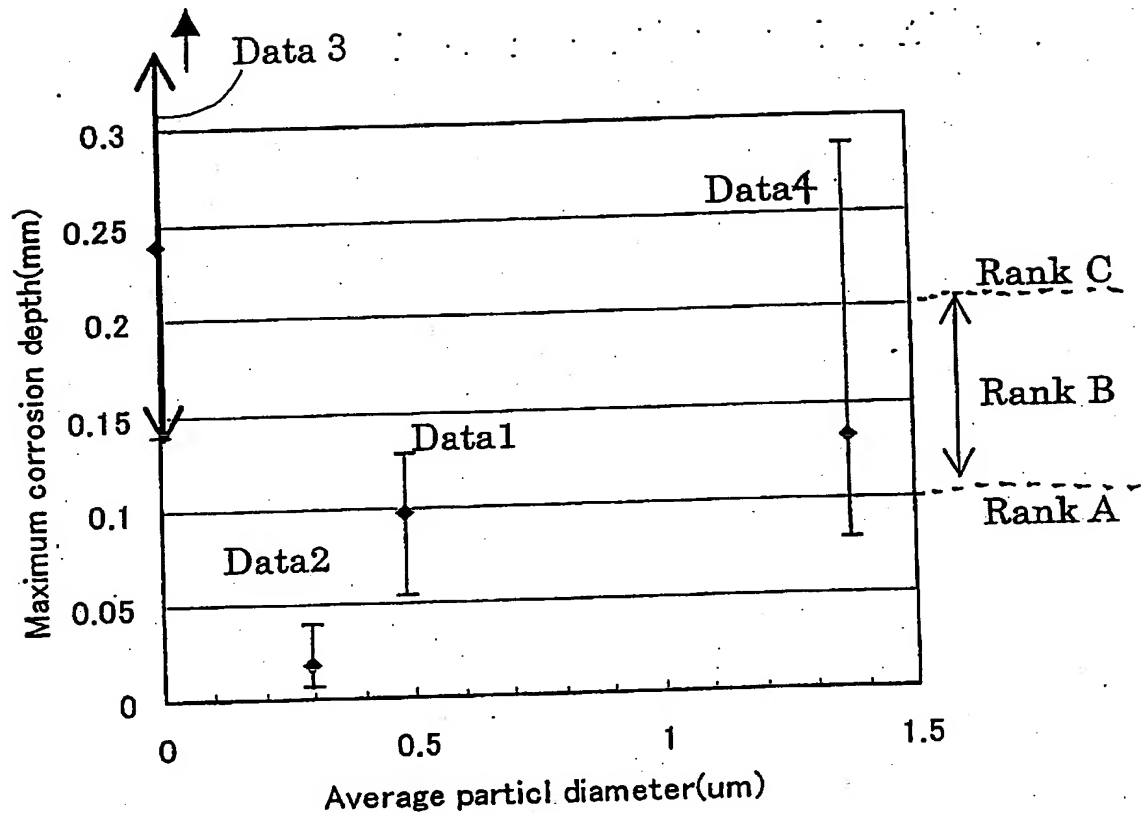 Data 3
0.3
Data4
0.25
Rank C
0.2
Rank B
0.15
Data1
0.1
Rank A
Data2
0.05
0
0
0.5
1
1.5
Maximum corrosion depth(mm)
Average particl diameter(um)